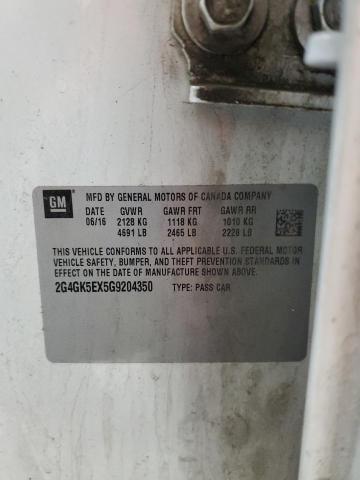 GM
MFD BY GENERAL MOTORS OF CANADA COMPANY
DATE GVWR GAWR FRT GAWR RR
06/16 2128 KG 1118 KG 1010 KG
4691 LB 2465 LB 2228 LB
THIS VEHICLE CONFORMS TO ALL APPLICABLE U.S. FEDERAL MOTOR
VEHICLE SAFETY, BUMPER, AND THEFT PREVENTION STANDARDS IN
EFFECT ON THE DATE OF MANUFACTURE SHOWN ABOVE.
2G4GK5EX5G9204350 TYPE: PASS CAR